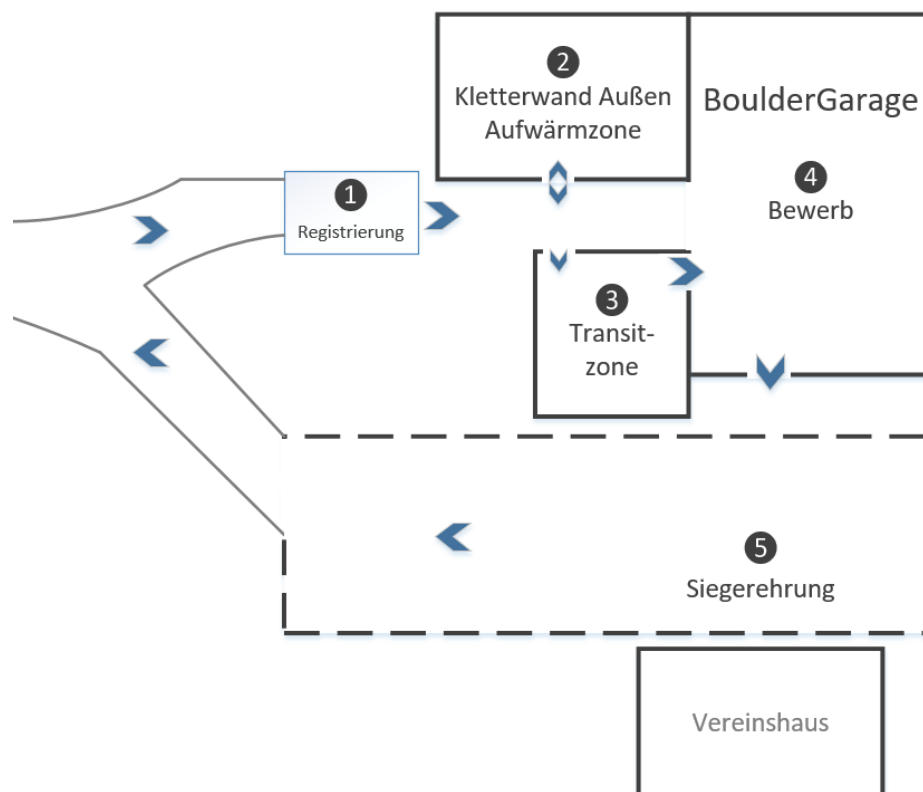 2
Kletterwand Außen
Aufwärmzone
BoulderGarage
4
Bewerb
1
Registrierung
3
Transit-
zone
5
Siegerehrung
Vereinshaus